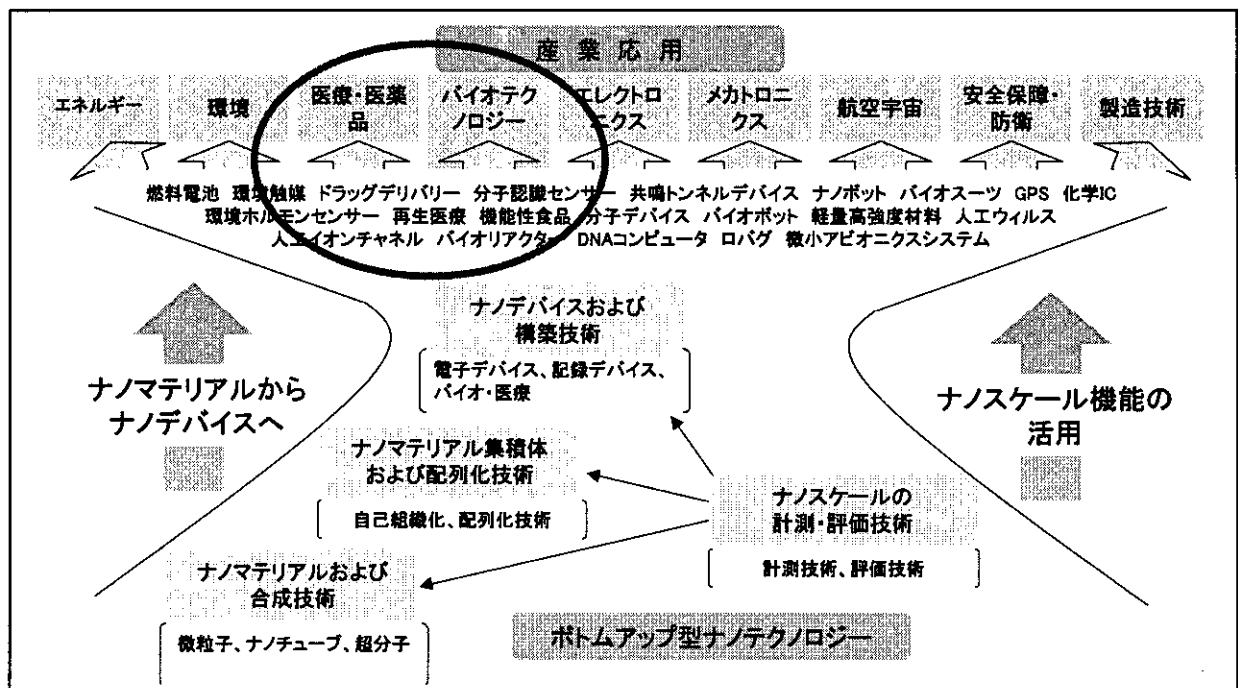 産業応用
エネルギー
環境
医療・医薬
品
バイオテク
ノロジー
エレクトロ
ニクス
メカトロニ
クス
航空宇宙
安全保障・
防衛
製造技術
燃料電池 環境触媒 ドラッグデリバリー 分子認識センサー 共鳴トンネルデバイス ナノボット バイオスーツ GPS 化学IC
環境ホルモンセンサー 再生医療 機能性食品 分子デバイス バイオボット 軽量高強度材料 人工ウィルス
人工イオンチャネル バイオリアクター DNAコンピュータ ロバグ 微小アビオニクスシステム
ナノデバイスおよび
構築技術
電子デバイス、記録デバイス、
バイオ・医療
ナノマテリアルから
ナノデバイスへ
ナノスケール機能の
活用
ナノマテリアル集積体
および配列化技術
自己組織化、配列化技術
ナノスケールの
計測・評価技術
計測技術、評価技術
ナノマテリアルおよび
合成技術
微粒子、ナノチューブ、超分子
ボトムアップ型ナノテクノロジー